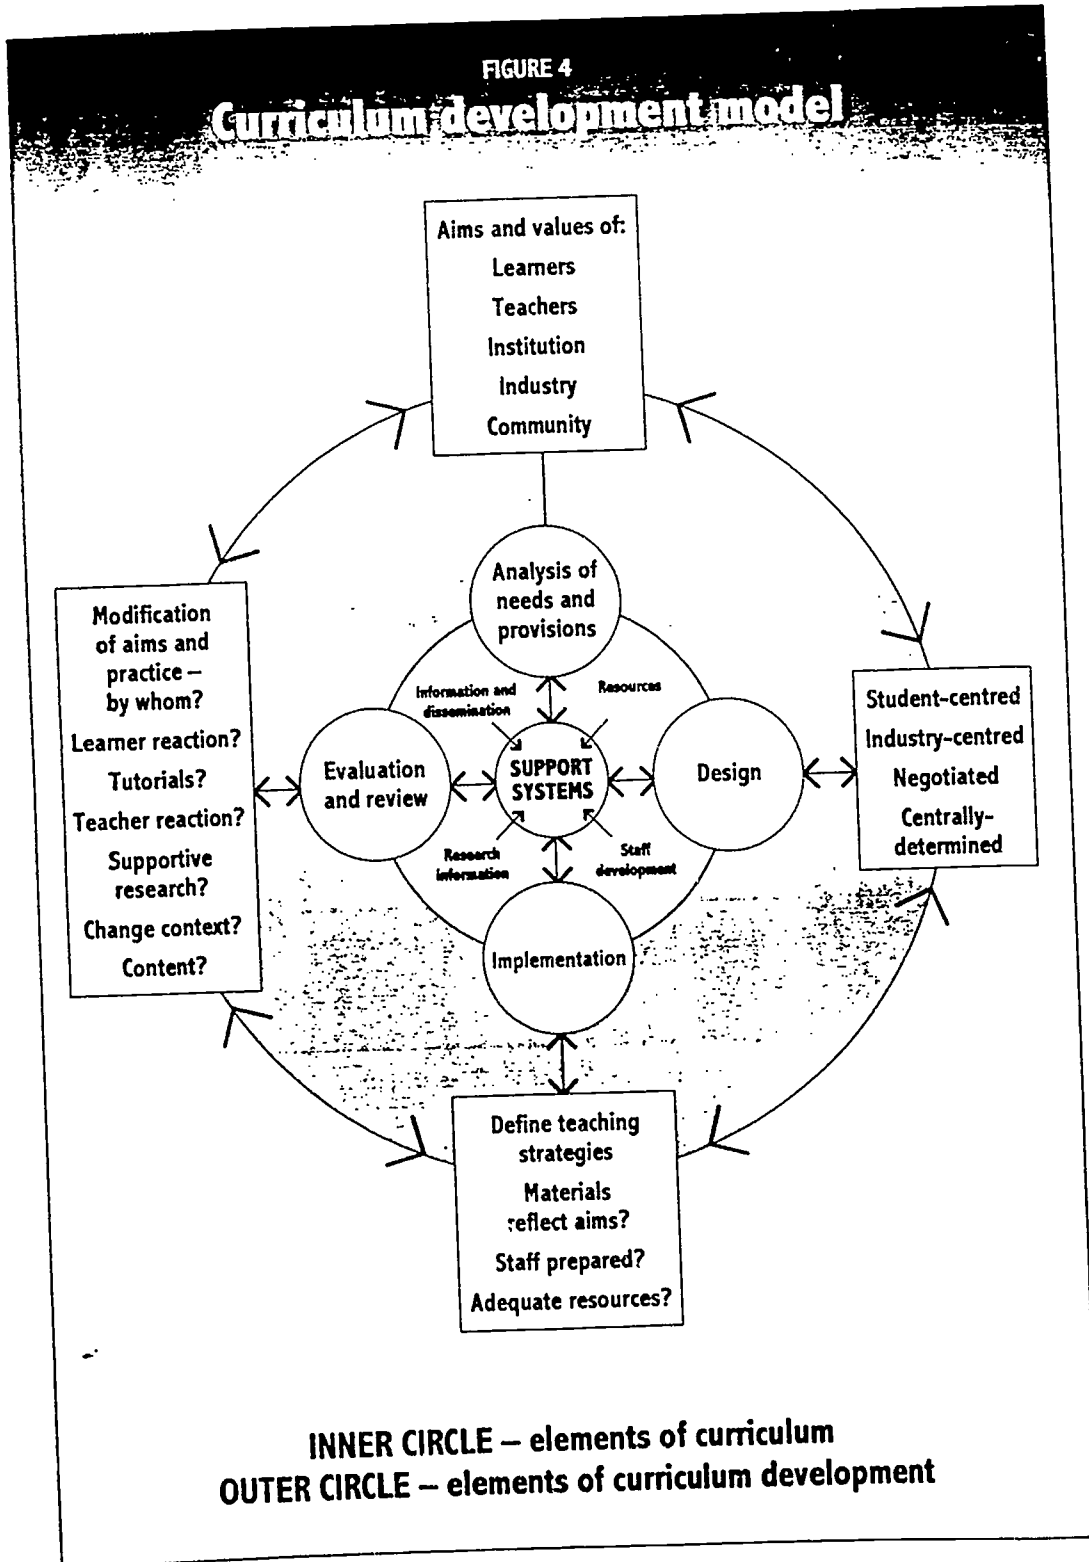 FIGURE 4
Curriculum development model
Aims and values of:
Learners
Teachers
Institution
Industry
Community
Analysis of
needs and
provisions
Modification
of aims and
practice –
by whom?
Learner reaction?
Tutorials?
Teacher reaction?
Supportive
research?
Change context?
Content?
Information and
dissemination
Resources
Evaluation
and review
SUPPORT
SYSTEMS
Design
Student-centred
Industry-centred
Negotiated
Centrally-
determined
Research
information
Staff
development
Implementation
Define teaching
strategies
Materials
reflect aims?
Staff prepared?
Adequate resources?
INNER CIRCLE – elements of curriculum
OUTER CIRCLE – elements of curriculum development